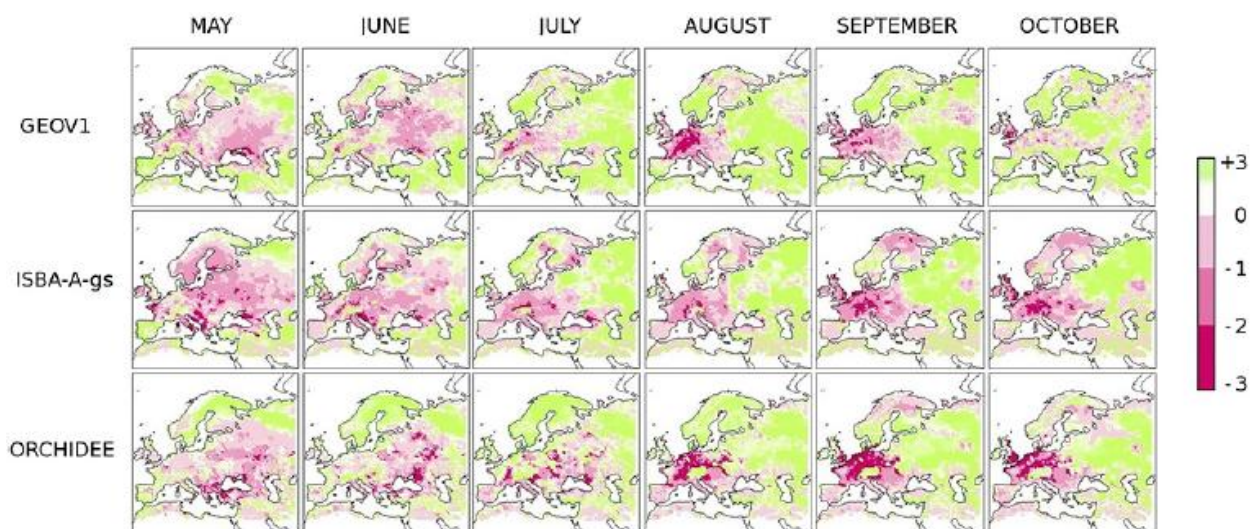 MAY JUNE JULY AUGUST SEPTEMBER OCTOBER
GEOV1
ISBA-A-gs
ORCHIDEE
+3
0
-1
-2
-3